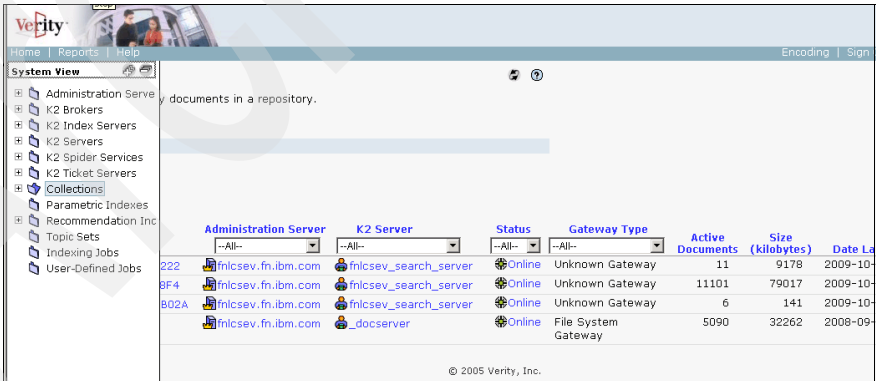 Stop
Verity
Home | Reports | Help Encoding | Sign
System View
Administration Serve
K2 Brokers
K2 Index Servers
K2 Servers
K2 Spider Services
K2 Ticket Servers
Collections
Parametric Indexes
Recommendation Inc
Topic Sets
Indexing Jobs
User-Defined Jobs
y documents in a repository.
Administration Server K2 Server Status Gateway Type Active Documents Size (kilobytes) Date La
--All-- --All-- --All-- --All--
222 fnlcsev.fn.ibm.com fnlcsev_search_server Online Unknown Gateway 11 9178 2009-10-
8F4 fnlcsev.fn.ibm.com fnlcsev_search_server Online Unknown Gateway 11101 79017 2009-10-
B02A fnlcsev.fn.ibm.com fnlcsev_search_server Online Unknown Gateway 6 141 2009-10-
fnlcsev.fn.ibm.com _docserver Online File System Gateway 5090 32262 2008-09-
© 2005 Verity, Inc.